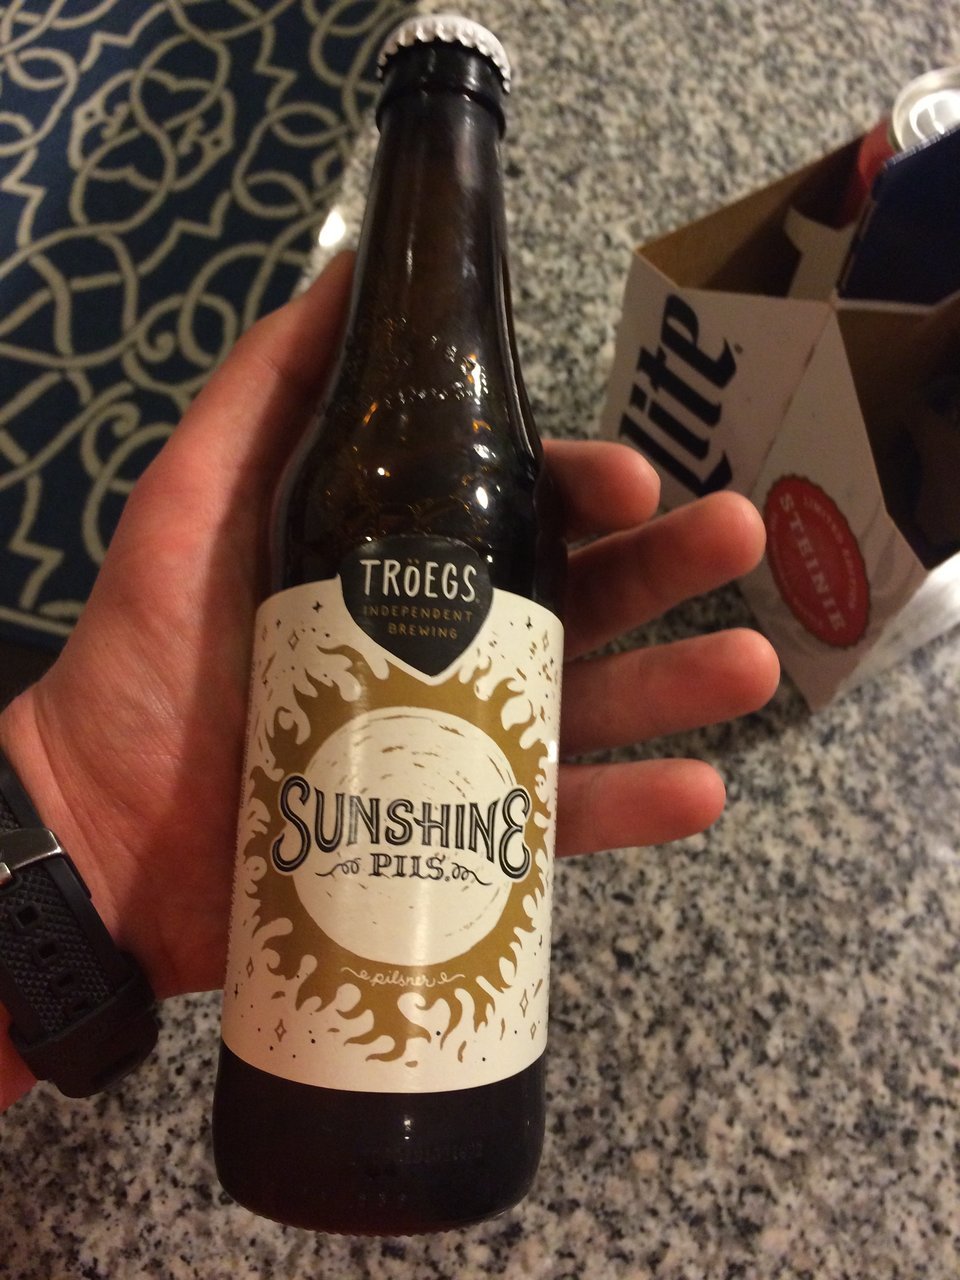 TRÖEGS
INDEPENDENT
BREWING
SUNSHINE
PILS.
pilsner
Lite
STEINIE